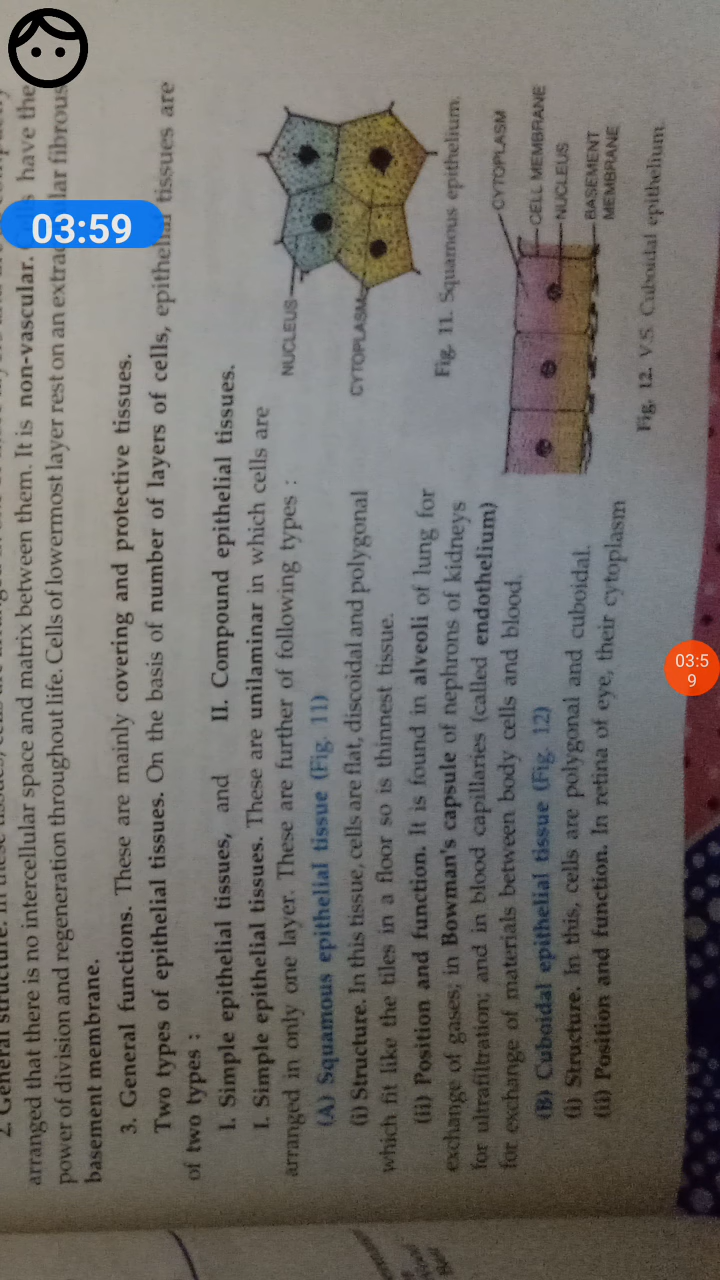 2. General structure. In these
arranged that there is no intercellular space and matrix between them. It is non-vascular. have the
power of division and regeneration throughout life. Cells of lowermost layer rest on an fibrous
basement membrane.
3. General functions. These are mainly covering and protective tissues.
Two types of epithelial tissues. On the basis of number of layers of cells, epithelial tissues are
of two types :
I. Simple epithelial tissues, and II. Compound epithelial tissues.
I. Simple epithelial tissues. These are unilaminar in which cells are
arranged in only one layer. These are further of following types :
(A) Squamous epithelial tissue (Fig. 11)
(i) Structure. In this tissue, cells are flat, discoidal and polygonal
which fit like the tiles in a floor so is thinnest tissue.
(ii) Position and function. It is found in alveoli of lung for
exchange of gases; in Bowman's capsule of nephrons of kidneys
for ultrafiltration; and in blood capillaries (called endothelium)
for exchange of materials between body cells and blood.
(B) Cuboidal epithelial tissue (Fig. 12)
(i) Structure. In this, cells are polygonal and cuboidal.
(ii) Position and function. In retina of eye, their cytoplasm
NUCLEUS
CYTOPLASM
Fig. 11. Squamous epithelium.
CYTOPLASM
CELL MEMBRANE
NUCLEUS
BASEMENT
MEMBRANE
Fig. 12. V.S. Cuboidal epithelium.
03:59
03:5
9